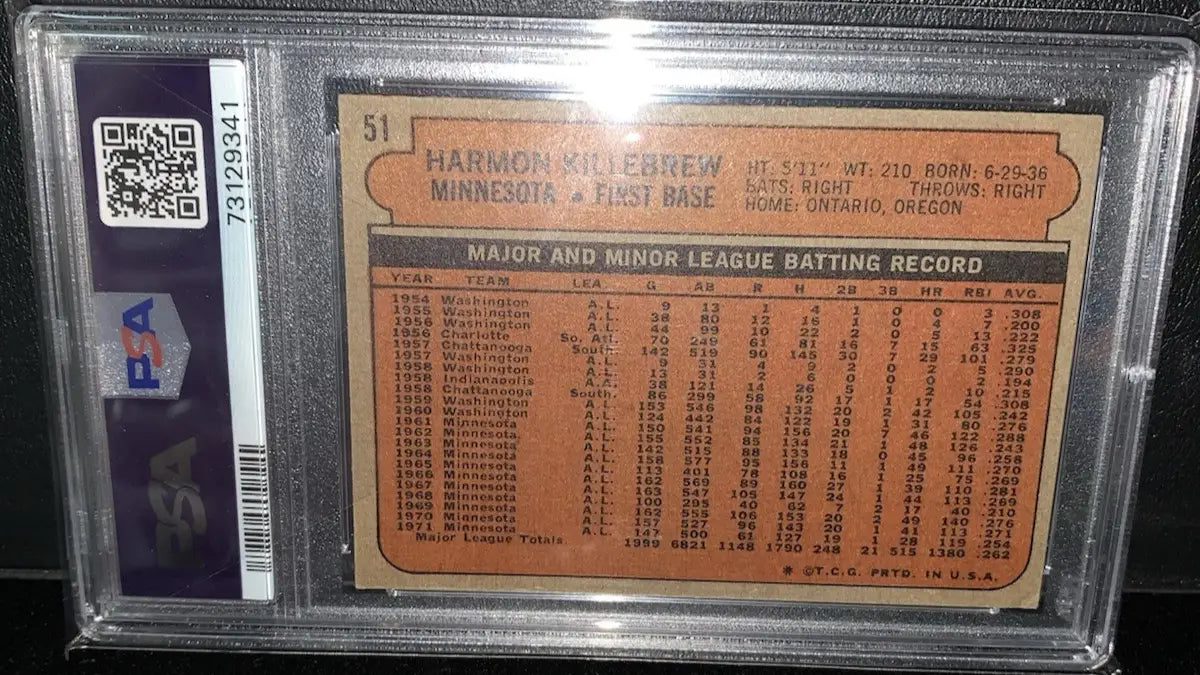 73129341
PSA
PSA
51
HARMON KILLEBREW
MINNESOTA • FIRST BASE
HT: 5'11" WT: 210 BORN: 6-29-36
BATS: RIGHT THROWS: RIGHT
HOME: ONTARIO, OREGON
MAJOR AND MINOR LEAGUE BATTING RECORD
YEAR TEAM LEA. G AB R H 2B 3B HR RBI AVG.
1954 Washington A.L. 9 13 1 4 1 0 0 3 .308
1955 Washington A.L. 38 80 12 16 1 0 4 7 .200
1956 Washington A.L. 44 99 10 22 2 0 5 13 .222
1956 Charlotte So. Atl. 70 249 61 81 16 7 15 63 .325
1957 Chattanooga South. 142 519 90 145 30 7 29 101 .279
1957 Washington A.L. 9 31 4 9 2 0 2 5 .290
1958 Washington A.L. 13 31 2 6 0 0 0 2 .194
1958 Indianapolis A.A. 38 121 14 26 5 1 2 10 .215
1958 Chattanooga South. 86 299 58 92 17 1 17 54 .308
1959 Washington A.L. 153 546 98 132 20 2 42 105 .242
1960 Washington A.L. 124 442 84 122 19 1 31 80 .276
1961 Minnesota A.L. 150 541 94 156 20 7 46 122 .288
1962 Minnesota A.L. 155 552 85 134 21 1 48 126 .243
1963 Minnesota A.L. 142 515 88 133 18 0 45 96 .258
1964 Minnesota A.L. 158 577 95 156 11 1 49 111 .270
1965 Minnesota A.L. 113 401 78 108 16 1 25 75 .269
1966 Minnesota A.L. 162 569 89 160 27 1 39 110 .281
1967 Minnesota A.L. 163 547 105 147 24 1 44 113 .269
1968 Minnesota A.L. 100 295 40 62 7 2 17 40 .210
1969 Minnesota A.L. 162 555 106 153 20 2 49 140 .276
1970 Minnesota A.L. 157 527 96 143 20 1 41 113 .271
1971 Minnesota A.L. 147 500 61 127 19 1 28 119 .254
Major League Totals 1999 6821 1148 1790 248 21 515 1380 .262
* ©T.C.G. PRTD. IN U.S.A.